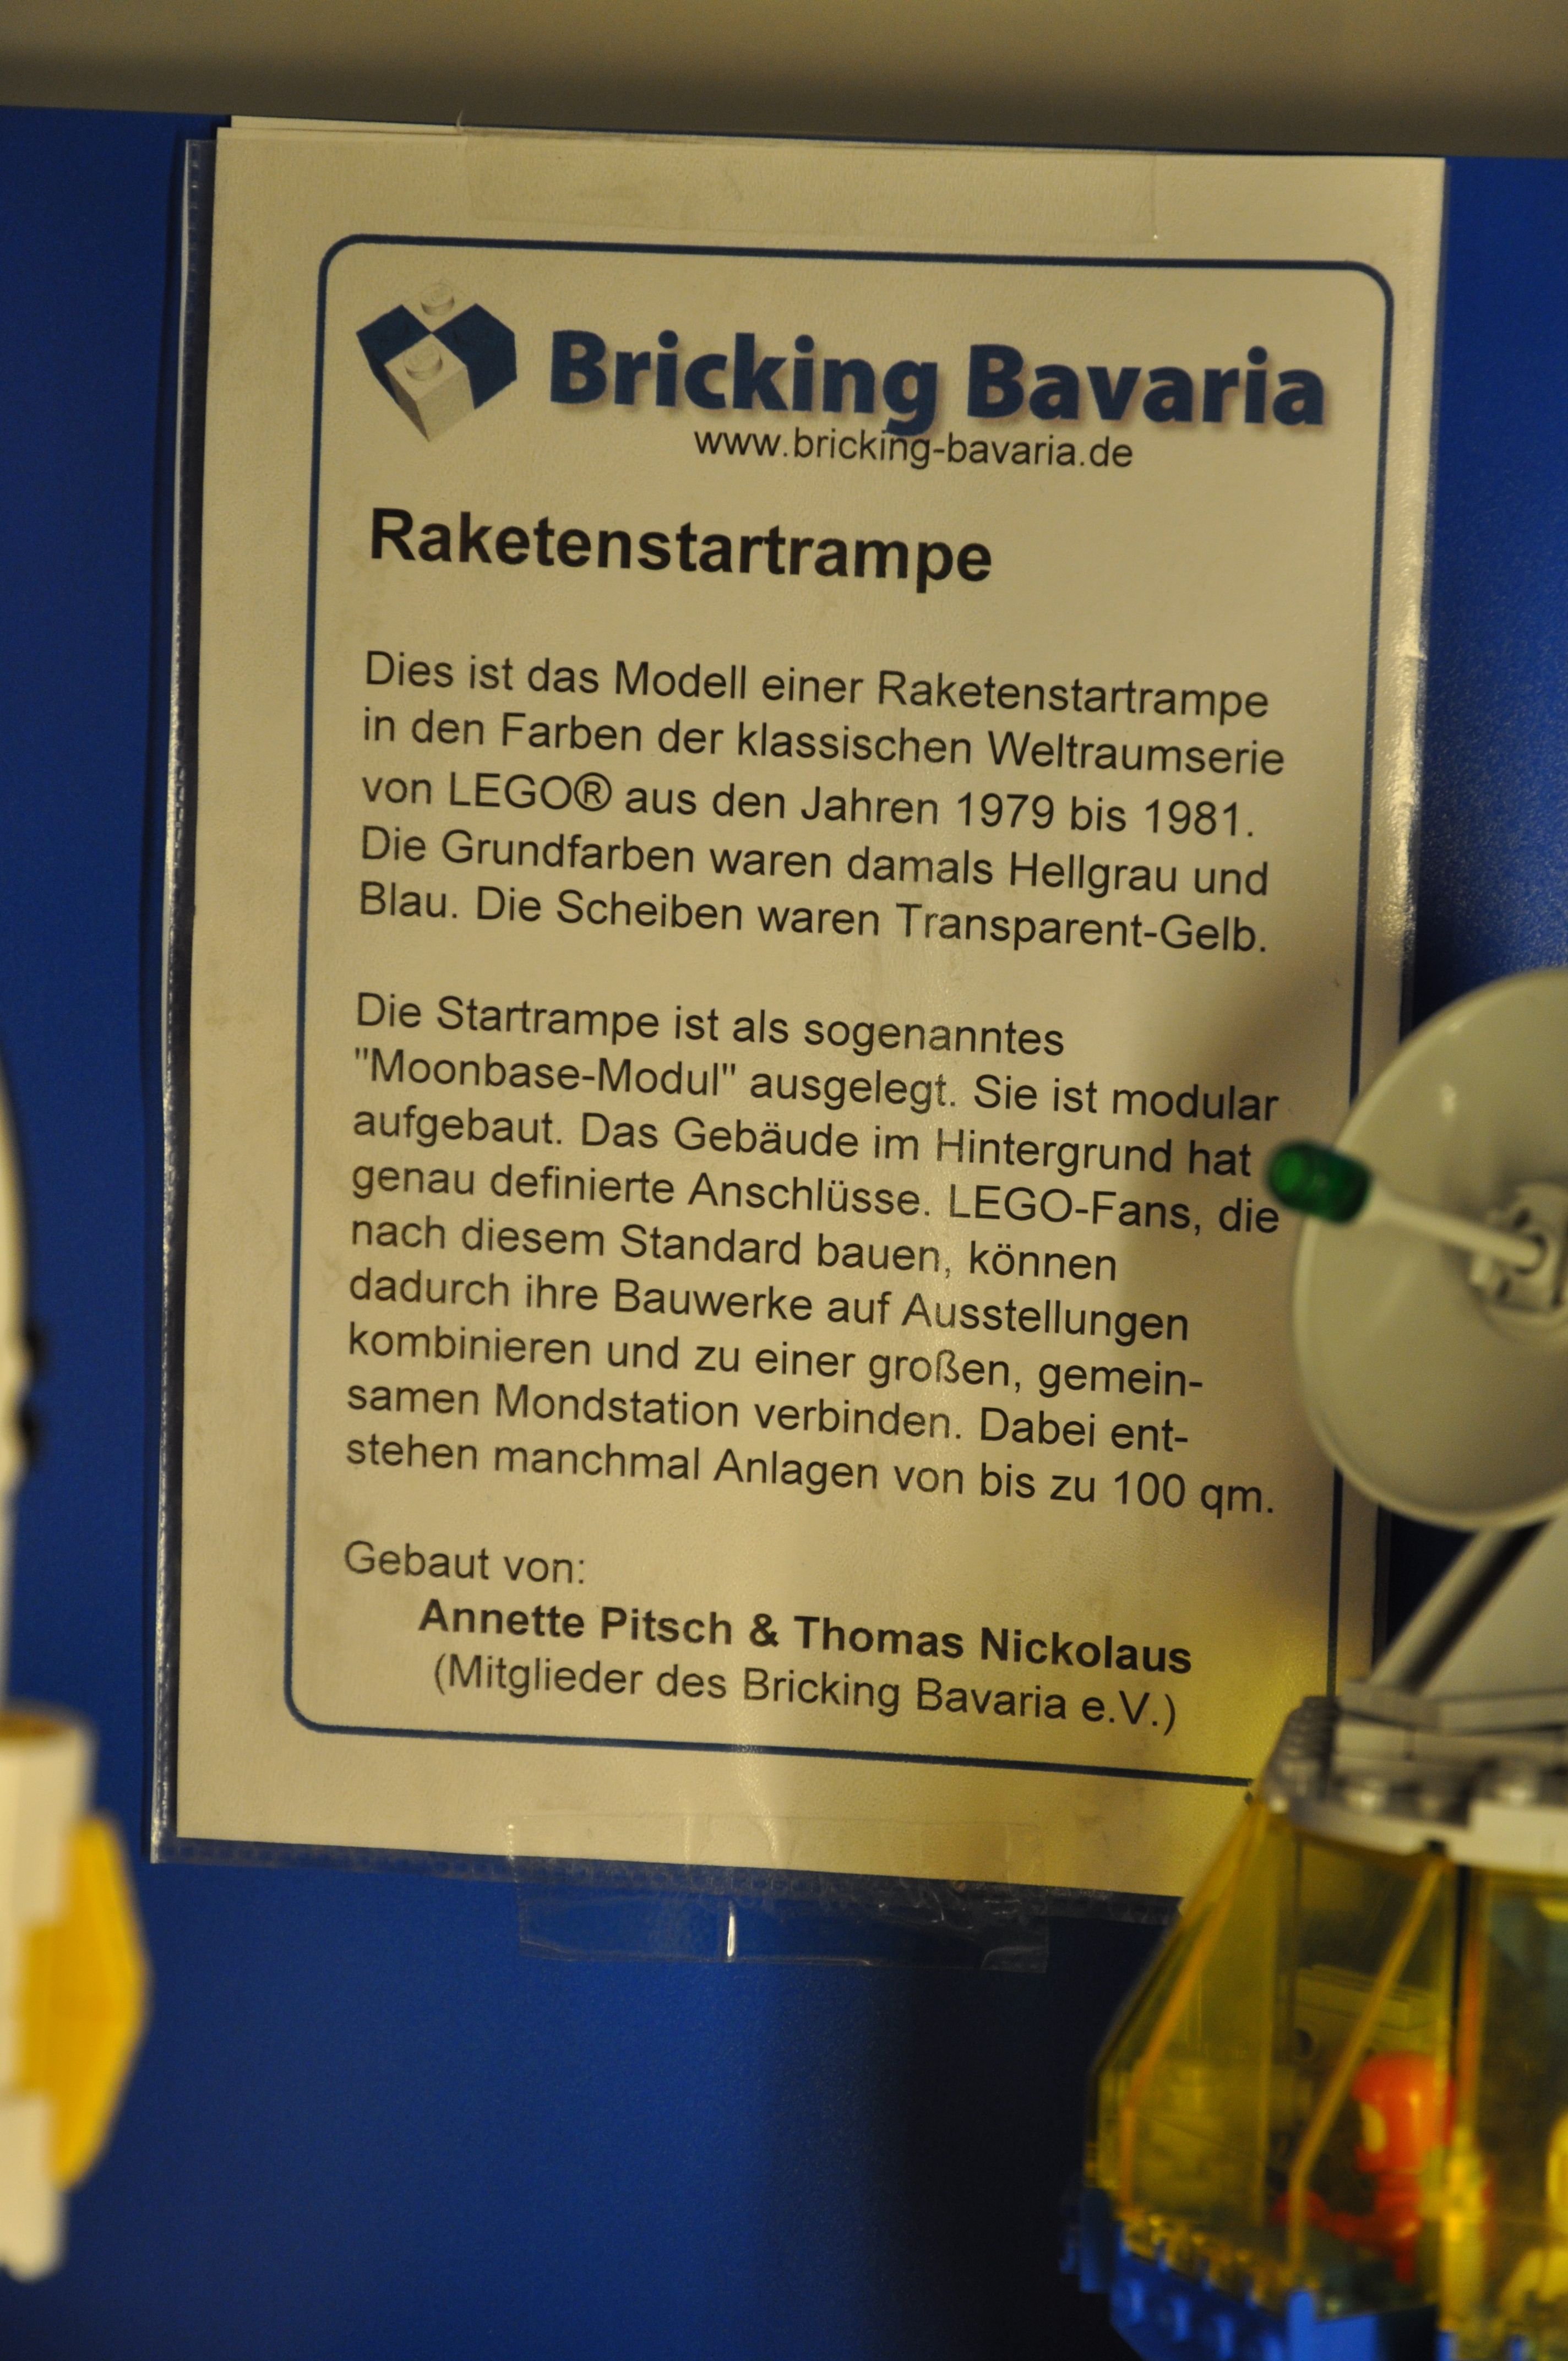 Bricking Bavaria
www.bricking-bavaria.de
Raketenstartrampe
Dies ist das Modell einer Raketenstartrampe
in den Farben der klassischen Weltraumserie
von LEGO® aus den Jahren 1979 bis 1981.
Die Grundfarben waren damals Hellgrau und
Blau. Die Scheiben waren Transparent-Gelb.
Die Startrampe ist als sogenanntes
"Moonbase-Modul" ausgelegt. Sie ist modular
aufgebaut. Das Gebäude im Hintergrund hat
genau definierte Anschlüsse. LEGO-Fans, die
nach diesem Standard bauen, können
dadurch ihre Bauwerke auf Ausstellungen
kombinieren und zu einer großen, gemein-
samen Mondstation verbinden. Dabei ent-
stehen manchmal Anlagen von bis zu 100 qm.
Gebaut von:
Annette Pitsch & Thomas Nickolaus
(Mitglieder des Bricking Bavaria e.V.)